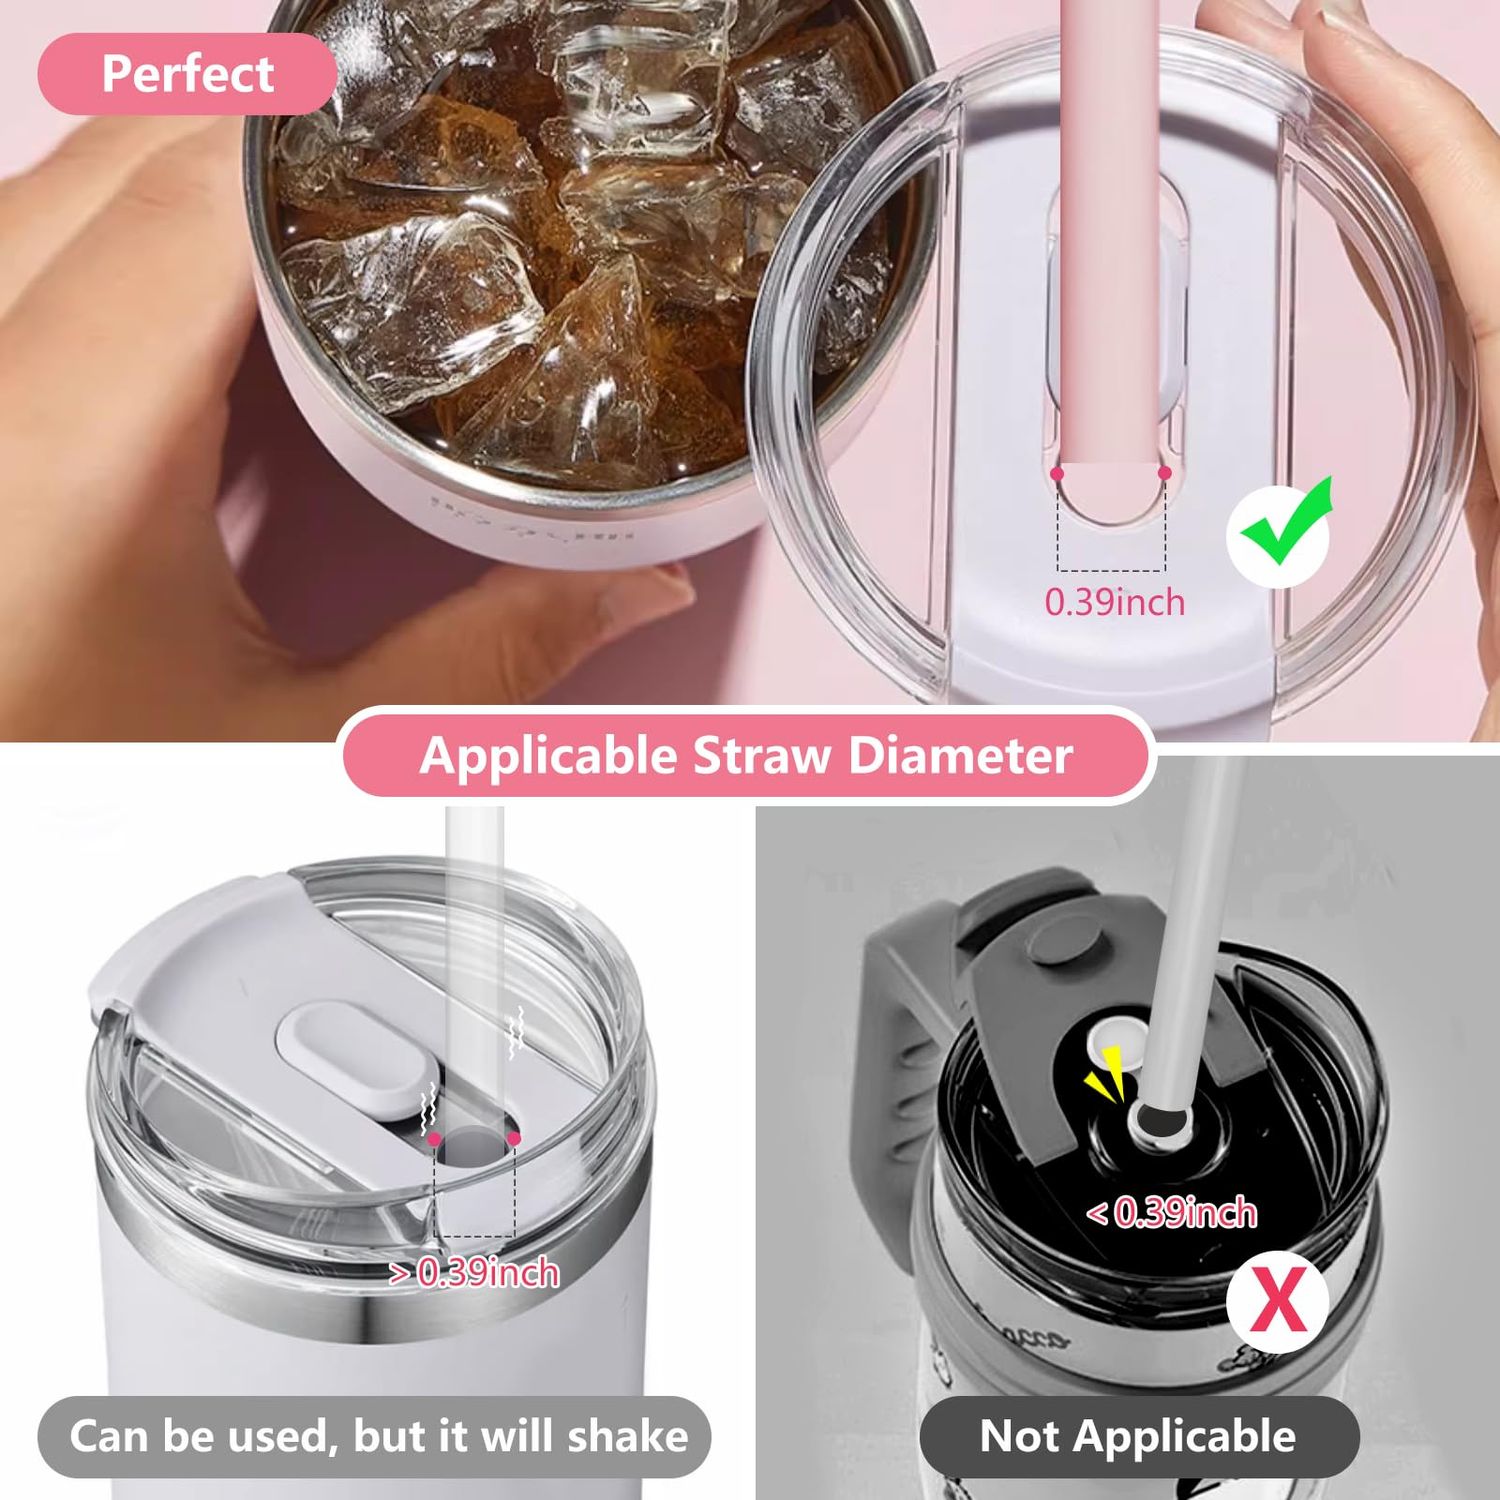 Perfect
0.39inch
Applicable Straw Diameter
> 0.39inch
< 0.39inch
X
Can be used, but it will shake
Not Applicable